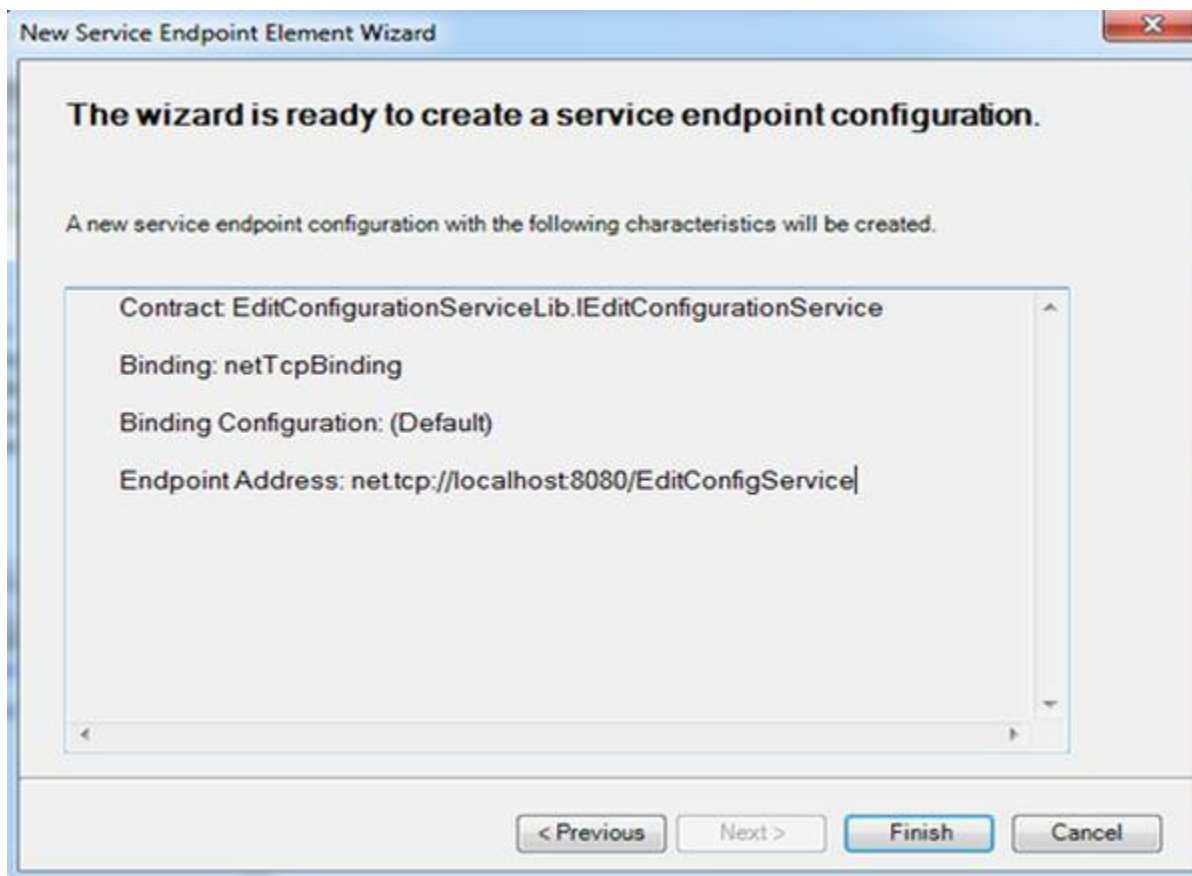 New Service Endpoint Element Wizard
The wizard is ready to create a service endpoint configuration.
A new service endpoint configuration with the following characteristics will be created.
Contract: EditConfigurationServiceLib.IEditConfigurationService
Binding: netTcpBinding
Binding Configuration: (Default)
Endpoint Address: net.tcp://localhost:8080/EditConfigService
< Previous Next > Finish Cancel